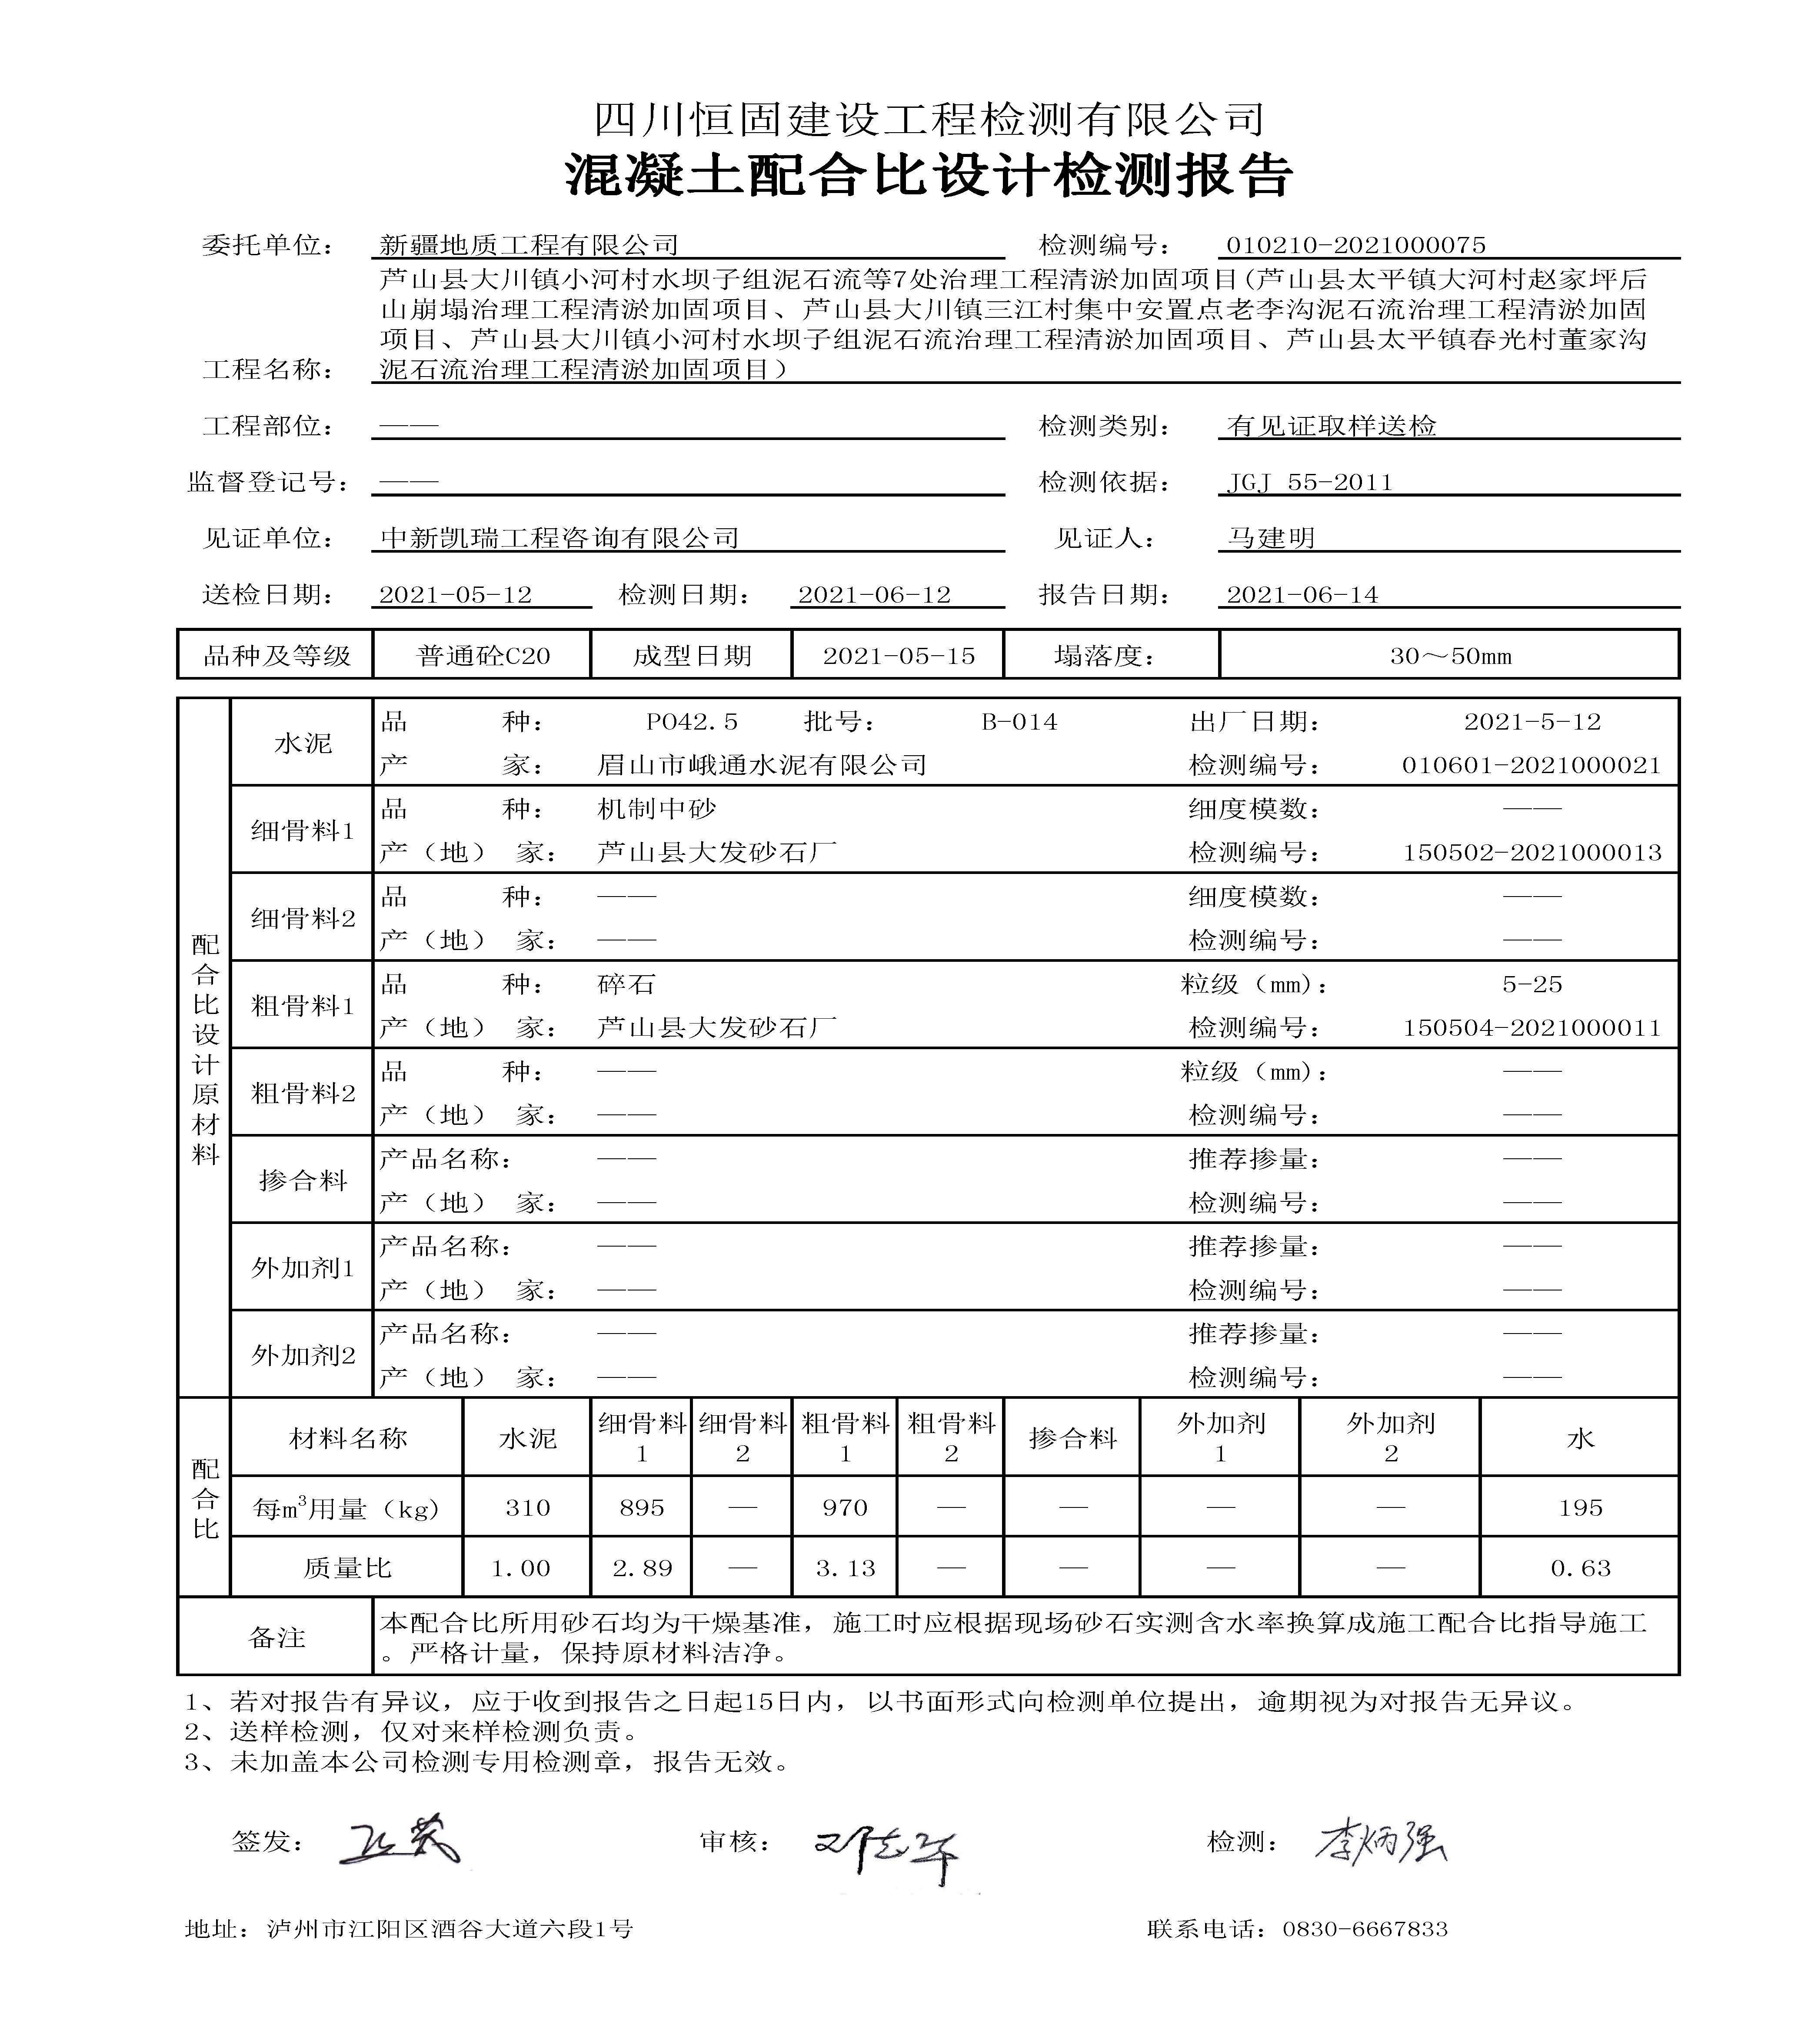 四川恒固建设工程检测有限公司
混凝土配合比设计检测报告
委托单位： 新疆地质工程有限公司 检测编号： 010210-2021000075
芦山县大川镇小河村水坝子组泥石流等7处治理工程清淤加固项目(芦山县太平镇大河村赵家坪后
山崩塌治理工程清淤加固项目、芦山县大川镇三江村集中安置点老李沟泥石流治理工程清淤加固
项目、芦山县大川镇小河村水坝子组泥石流治理工程清淤加固项目、芦山县太平镇春光村董家沟
工程名称： 泥石流治理工程清淤加固项目）
工程部位： —— 检测类别： 有见证取样送检
监督登记号： —— 检测依据： JGJ 55-2011
见证单位： 中新凯瑞工程咨询有限公司 见证人： 马建明
送检日期： 2021-05-12 检测日期： 2021-06-12 报告日期： 2021-06-14
品种及等级 普通砼C20 成型日期 2021-05-15 塌落度： 30～50mm
配合比设计原材料
水泥
品 种： PO42.5 批号： B-014 出厂日期： 2021-5-12
产 家： 眉山市峨通水泥有限公司 检测编号： 010601-2021000021
细骨料1
品 种： 机制中砂 细度模数： ——
产（地） 家： 芦山县大发砂石厂 检测编号： 150502-2021000013
细骨料2
品 种： —— 细度模数： ——
产（地） 家： —— 检测编号： ——
粗骨料1
品 种： 碎石 粒级（mm）： 5-25
产（地） 家： 芦山县大发砂石厂 检测编号： 150504-2021000011
粗骨料2
品 种： —— 粒级（mm）： ——
产（地） 家： —— 检测编号： ——
掺合料
产品名称： —— 推荐掺量： ——
产（地） 家： —— 检测编号： ——
外加剂1
产品名称： —— 推荐掺量： ——
产（地） 家： —— 检测编号： ——
外加剂2
产品名称： —— 推荐掺量： ——
产（地） 家： —— 检测编号： ——
配合比
材料名称 水泥 细骨料1 细骨料2 粗骨料1 粗骨料2 掺合料 外加剂1 外加剂2 水
每m³用量（kg） 310 895 — 970 — — — — 195
质量比 1.00 2.89 — 3.13 — — — — 0.63
备注
本配合比所用砂石均为干燥基准，施工时应根据现场砂石实测含水率换算成施工配合比指导施工
。严格计量，保持原材料洁净。
1、若对报告有异议，应于收到报告之日起15日内，以书面形式向检测单位提出，逾期视为对报告无异议。
2、送样检测，仅对来样检测负责。
3、未加盖本公司检测专用检测章，报告无效。
签发： 审核： 检测： 李炳强
地址：泸州市江阳区酒谷大道六段1号 联系电话：0830-6667833